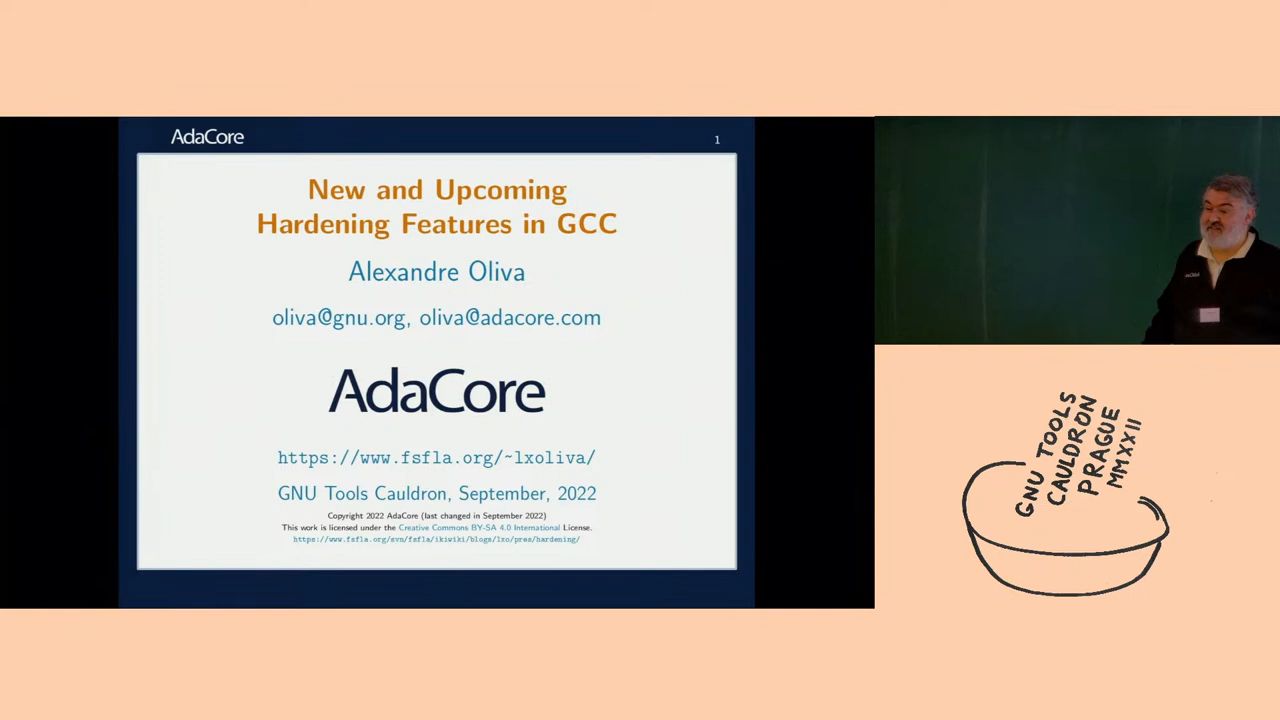 AdaCore
1
New and Upcoming
Hardening Features in GCC
Alexandre Oliva
oliva@gnu.org, oliva@adacore.com
AdaCore
https://www.fsfla.org/~lxoliva/
GNU Tools Cauldron, September, 2022
Copyright 2022 AdaCore (last changed in September 2022)
This work is licensed under the Creative Commons BY-SA 4.0 International License.
https://www.fsfla.org/svn/fsfla/ikiwiki/blogs/lxo/pres/hardening/
GNU TOOLS
CAULDRON
PRAGUE
MMXXII